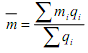 m̅ = ∑ mᵢqᵢ / ∑ qᵢ